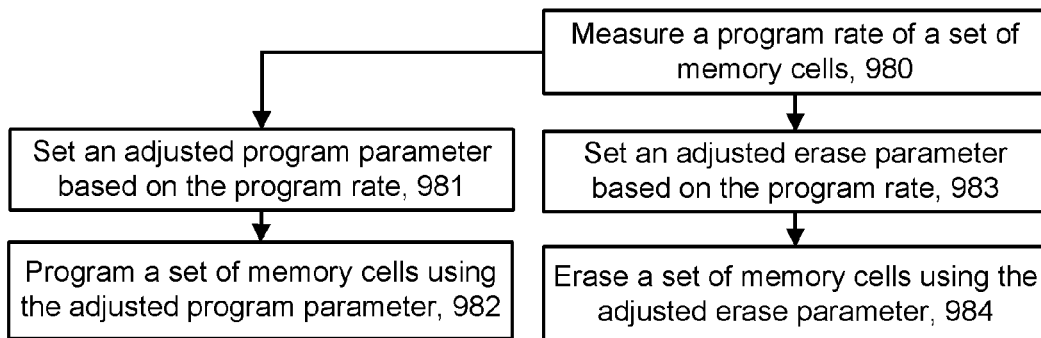 Measure a program rate of a set of
memory cells, 980
Set an adjusted program parameter
based on the program rate, 981
Set an adjusted erase parameter
based on the program rate, 983
Program a set of memory cells using
the adjusted program parameter, 982
Erase a set of memory cells using the
adjusted erase parameter, 984